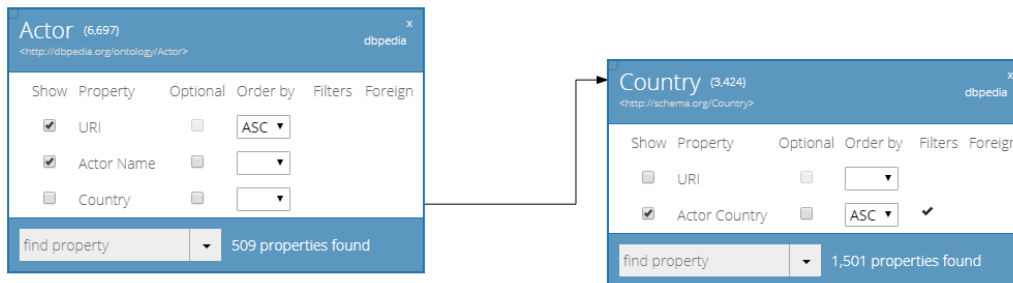 Actor (6,697)
x
dbpedia
<http://dbpedia.org/ontology/Actor>
Show Property Optional Order by Filters Foreign
URI ASC
Actor Name
Country
find property 509 properties found
Country (3,424)
x
dbpedia
<http://schema.org/Country>
Show Property Optional Order by Filters Foreign
URI
Actor Country ASC
find property 1,501 properties found